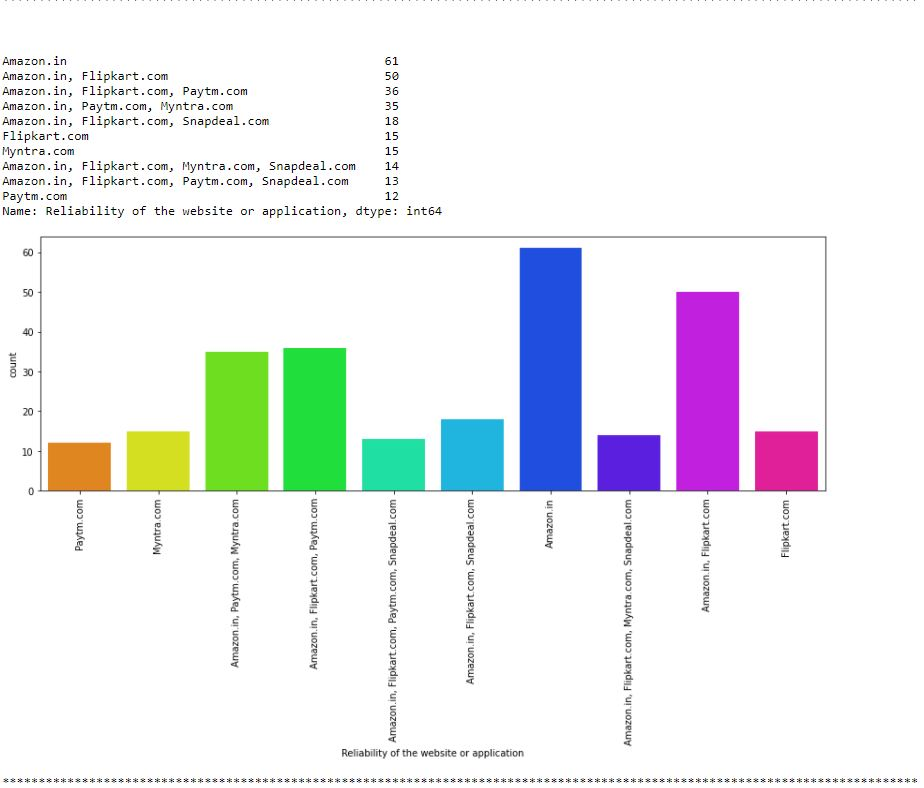 Amazon.in 61
Amazon.in, Flipkart.com 50
Amazon.in, Flipkart.com, Paytm.com 36
Amazon.in, Paytm.com, Myntra.com 35
Amazon.in, Flipkart.com, Snapdeal.com 18
Flipkart.com 15
Myntra.com 15
Amazon.in, Flipkart.com, Myntra.com, Snapdeal.com 14
Amazon.in, Flipkart.com, Paytm.com, Snapdeal.com 13
Paytm.com 12
Name: Reliability of the website or application, dtype: int64
60
50
40
30
20
10
0
count
Paytm.com
Myntra.com
Amazon.in, Paytm.com, Myntra.com
Amazon.in, Flipkart.com, Paytm.com
Amazon.in, Flipkart.com, Paytm.com, Snapdeal.com
Amazon.in, Flipkart.com, Snapdeal.com
Amazon.in
Amazon.in, Flipkart.com, Myntra.com, Snapdeal.com
Amazon.in, Flipkart.com
Flipkart.com
Reliability of the website or application